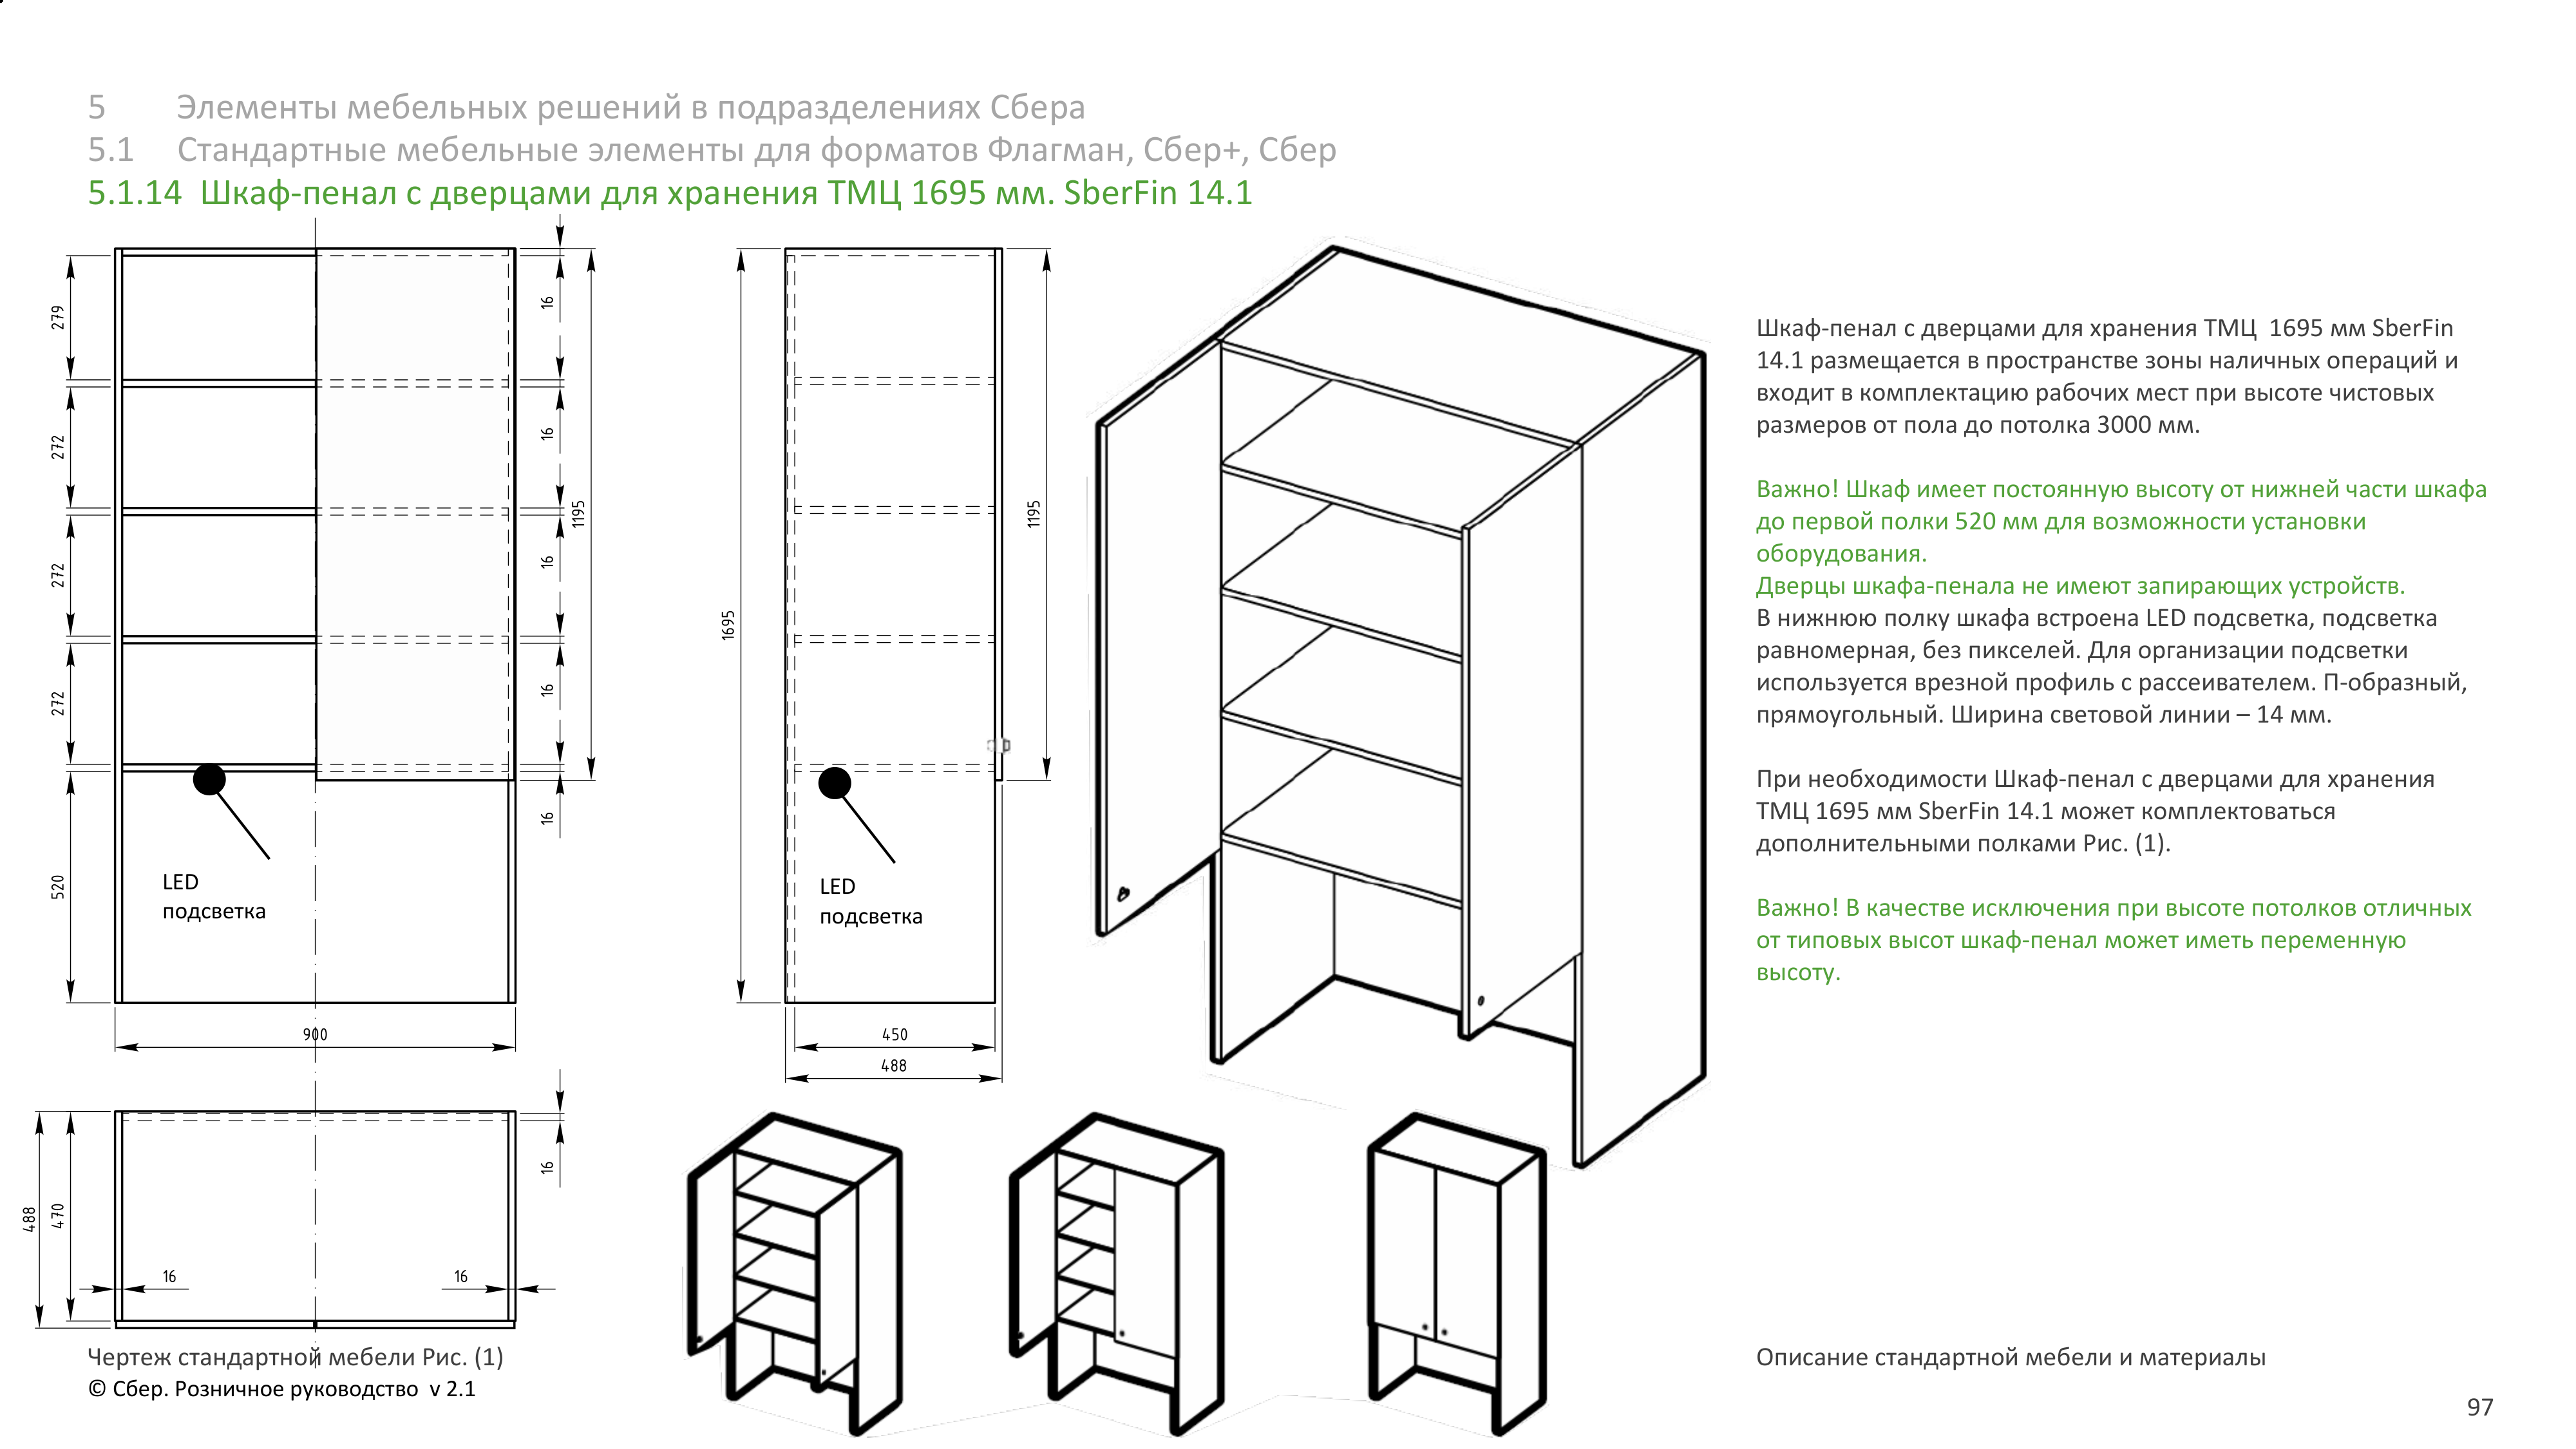 5 Элементы мебельных решений в подразделениях Сбера
5.1 Стандартные мебельные элементы для форматов Флагман, Сбер+, Сбер
5.1.14 Шкаф-пенал с дверцами для хранения ТМЦ 1695 мм. SberFin 14.1
279
272
272
272
520
16
16
16
16
16
1195
900
LED
подсветка
1695
1195
450
488
LED
подсветка
488
470
16
16
16
Шкаф-пенал с дверцами для хранения ТМЦ 1695 мм SberFin
14.1 размещается в пространстве зоны наличных операций и
входит в комплектацию рабочих мест при высоте чистовых
размеров от пола до потолка 3000 мм.
Важно! Шкаф имеет постоянную высоту от нижней части шкафа
до первой полки 520 мм для возможности установки
оборудования.
Дверцы шкафа-пенала не имеют запирающих устройств.
В нижнюю полку шкафа встроена LED подсветка, подсветка
равномерная, без пикселей. Для организации подсветки
используется врезной профиль с рассеивателем. П-образный,
прямоугольный. Ширина световой линии – 14 мм.
При необходимости Шкаф-пенал с дверцами для хранения
ТМЦ 1695 мм SberFin 14.1 может комплектоваться
дополнительными полками Рис. (1).
Важно! В качестве исключения при высоте потолков отличных
от типовых высот шкаф-пенал может иметь переменную
высоту.
Чертеж стандартной мебели Рис. (1)
© Сбер. Розничное руководство v 2.1
Описание стандартной мебели и материалы
97